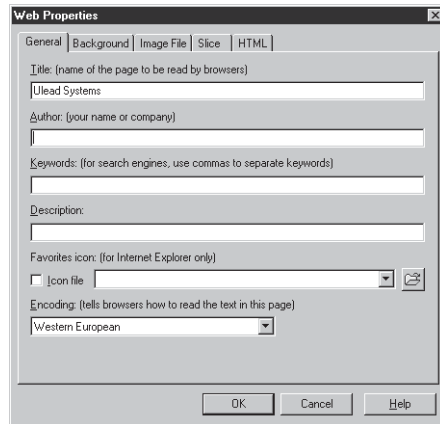 Web Properties
General Background Image File Slice HTML
Title: (name of the page to be read by browsers)
Ulead Systems
Author: (your name or company)
Keywords: (for search engines, use commas to separate keywords)
Description:
Favorites icon: (for Internet Explorer only)
Icon file
Encoding: (tells browsers how to read the text in this page)
Western European
OK Cancel Help